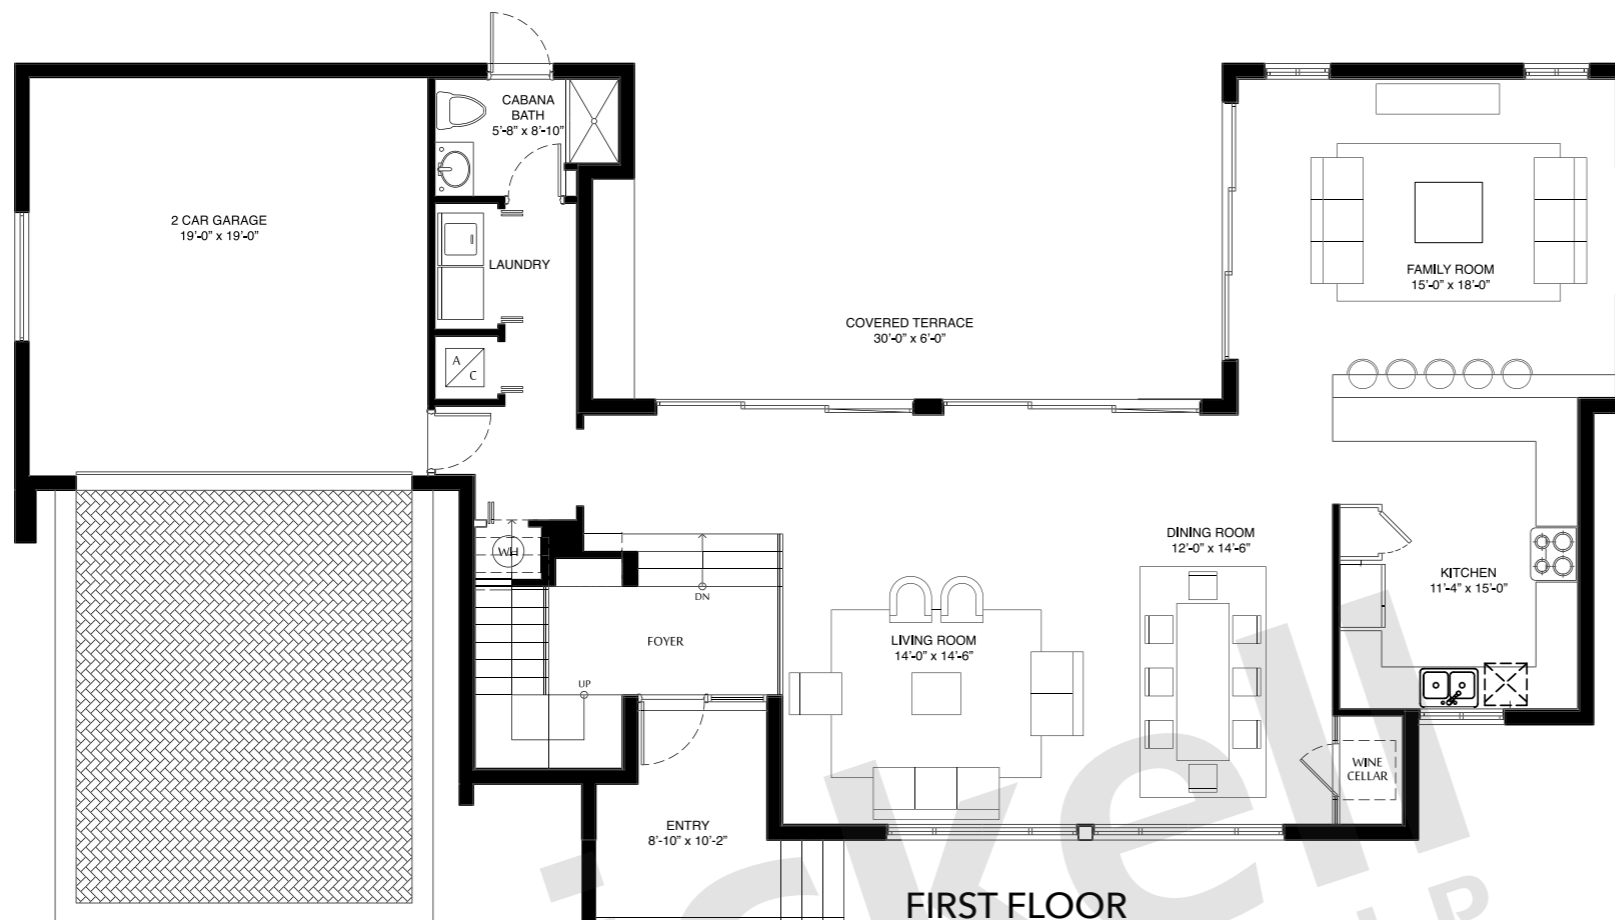 CABANA
BATH
5'-8" x 8'-10"
2 CAR GARAGE
19'-0" x 19'-0"
LAUNDRY
A
C
COVERED TERRACE
30'-0" x 6'-0"
FAMILY ROOM
15'-0" x 18'-0"
WH
DN
FOYER
UP
LIVING ROOM
14'-0" x 14'-6"
DINING ROOM
12'-0" x 14'-6"
KITCHEN
11'-4" x 15'-0"
WINE
CELLAR
ENTRY
8'-10" x 10'-2"
FIRST FLOOR